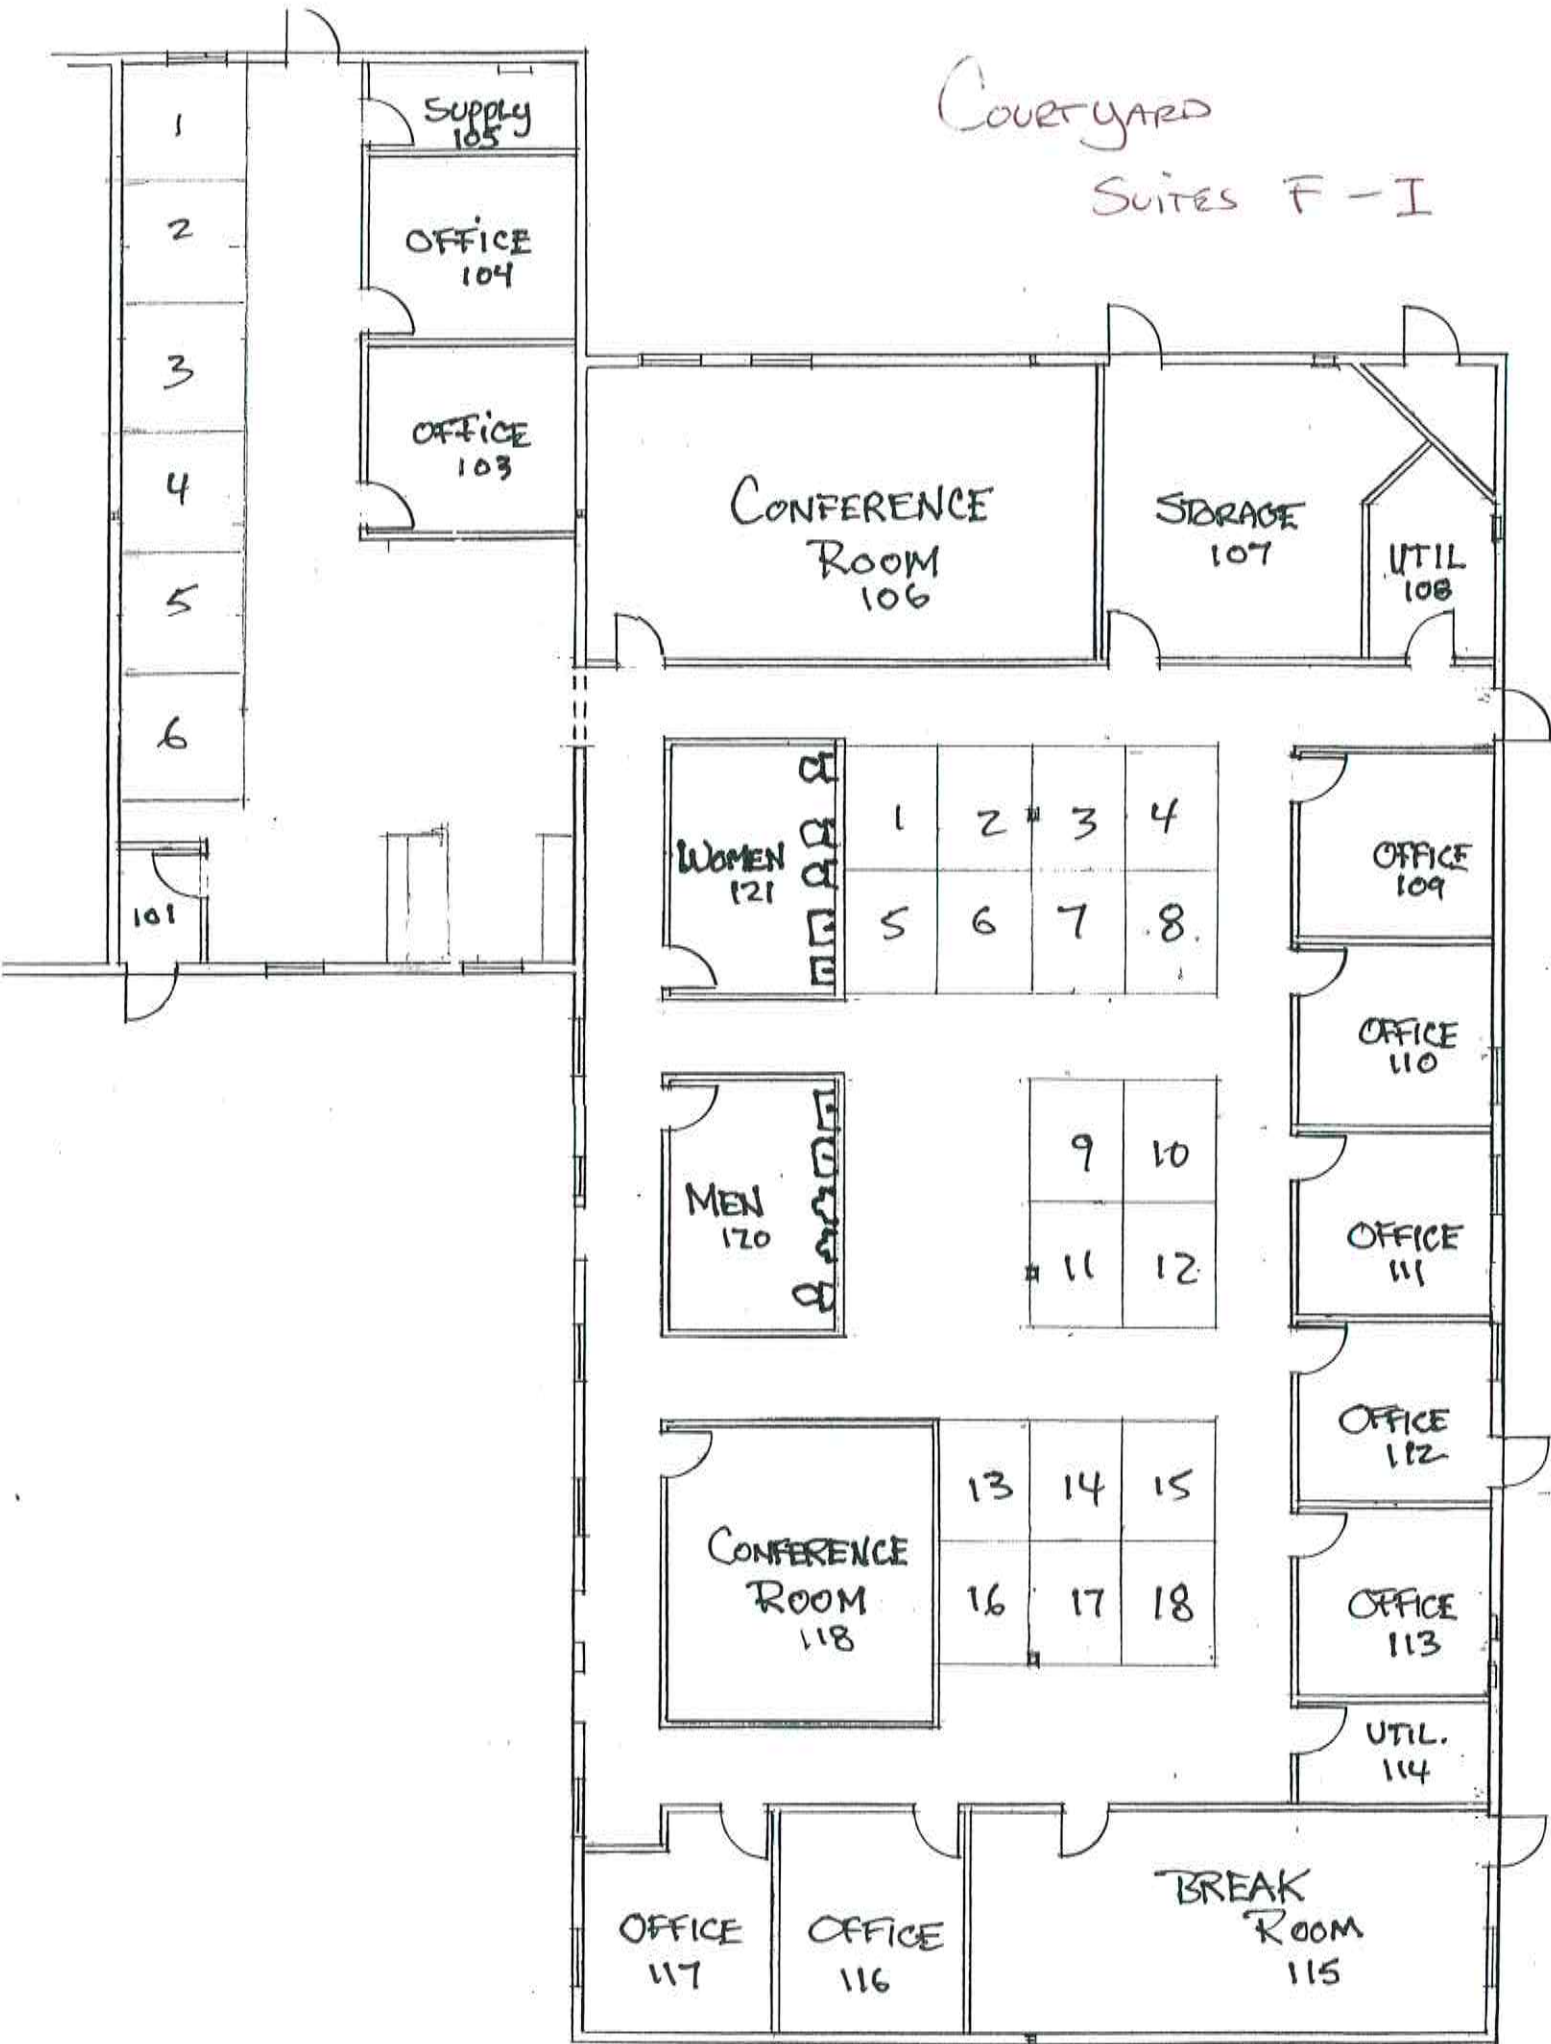 COURTYARD
SUITES F - I
1
SUPPLY
105
2
OFFICE
104
3
OFFICE
103
4
5
6
101
CONFERENCE
ROOM
106
STORAGE
107
UTIL
108
WOMEN
121
1 2 3 4
5 6 7 8
OFFICE
109
OFFICE
110
MEN
120
9 10
11 12
OFFICE
111
OFFICE
112
CONFERENCE
ROOM
118
13 14 15
16 17 18
OFFICE
113
UTIL.
114
OFFICE
117
OFFICE
116
BREAK
ROOM
115